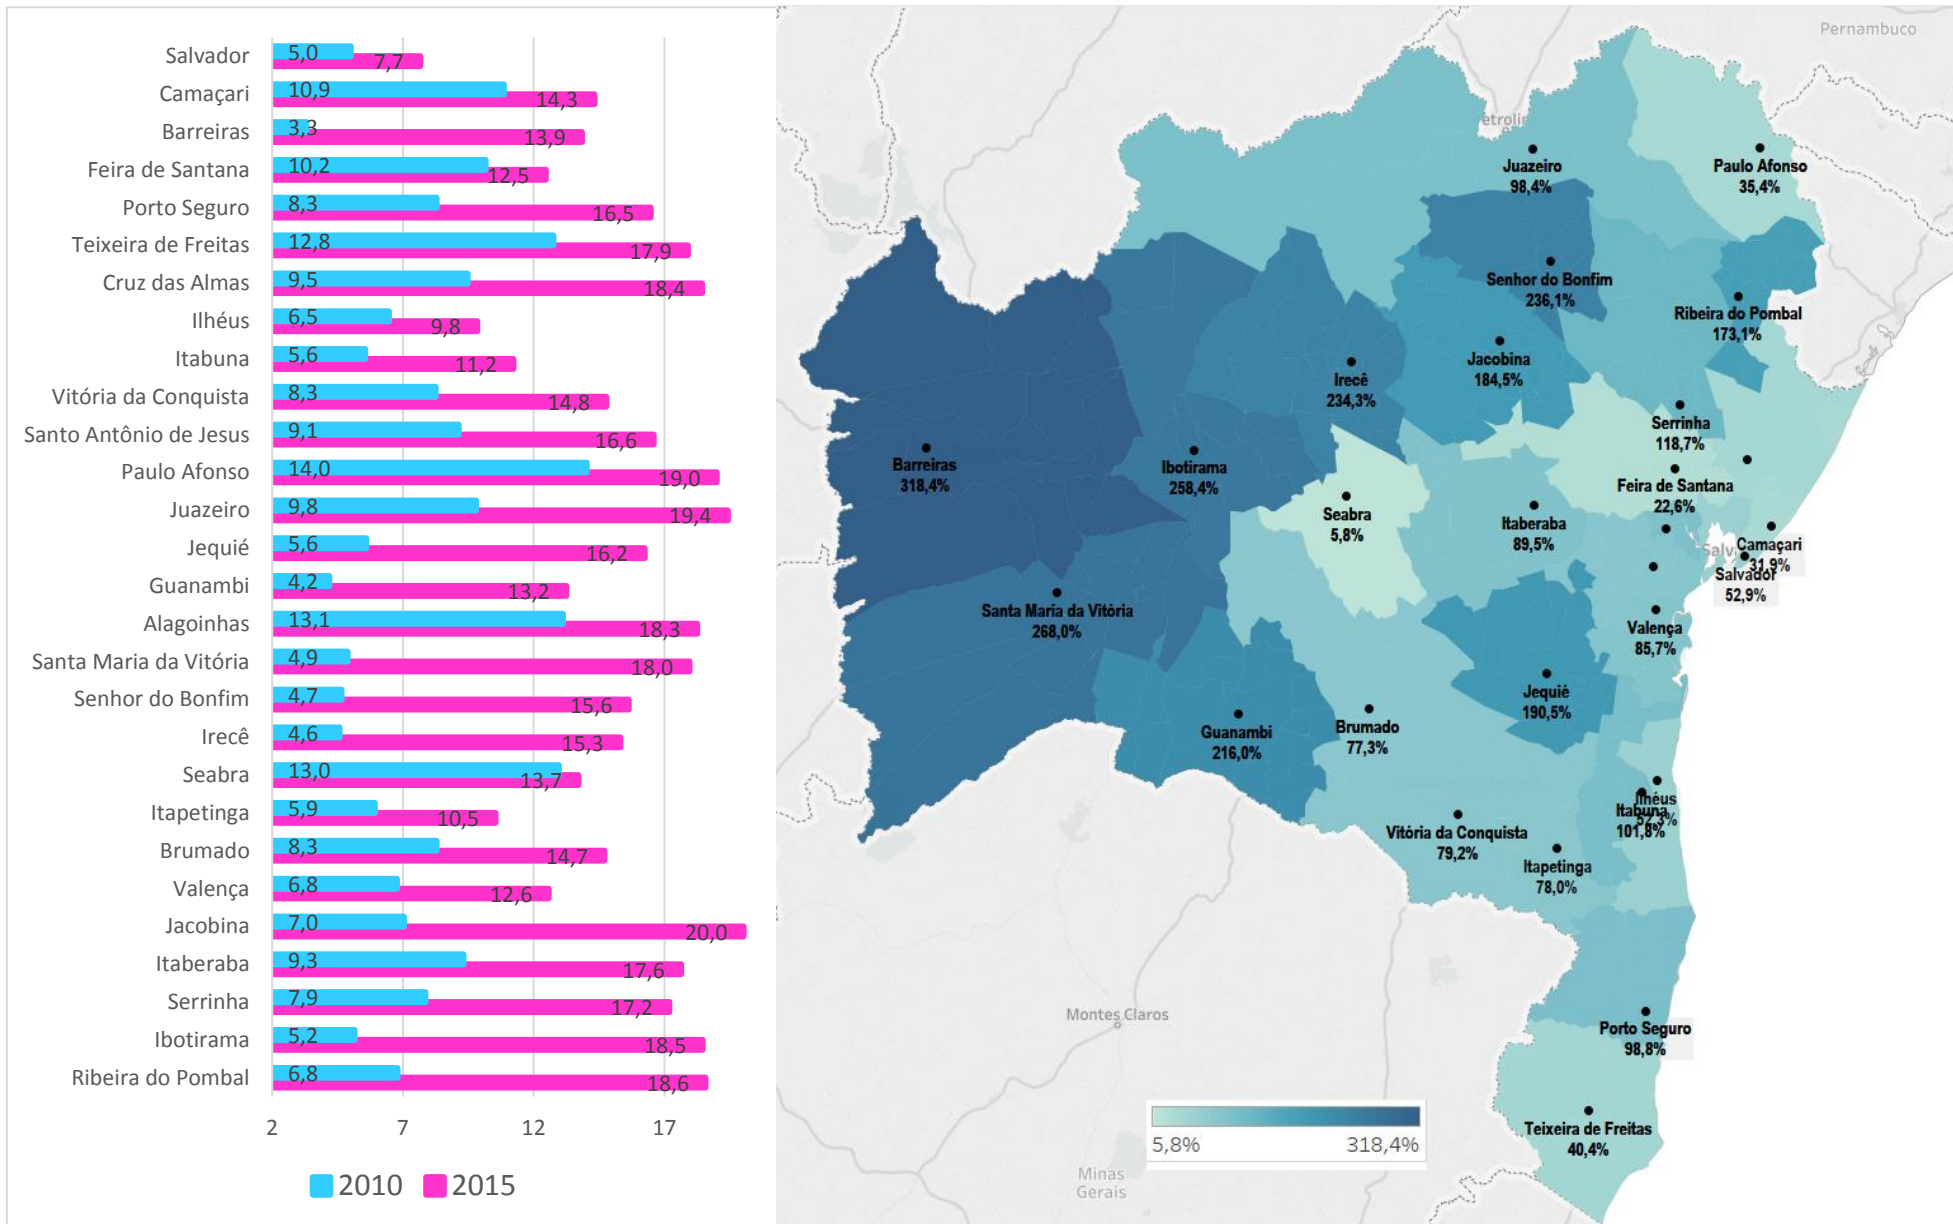 Salvador 5,0 7,7
Camaçari 10,9 14,3
Barreiras 3,3 13,9
Feira de Santana 10,2 12,5
Porto Seguro 8,3 16,5
Teixeira de Freitas 12,8 17,9
Cruz das Almas 9,5 18,4
Ilhéus 6,5 9,8
Itabuna 5,6 11,2
Vitória da Conquista 8,3 14,8
Santo Antônio de Jesus 9,1 16,6
Paulo Afonso 14,0 19,0
Juazeiro 9,8 19,4
Jequié 5,6 16,2
Guanambi 4,2 13,2
Alagoinhas 13,1 18,3
Santa Maria da Vitória 4,9 18,0
Senhor do Bonfim 4,7 15,6
Irecê 4,6 15,3
Seabra 13,0 13,7
Itapetinga 5,9 10,5
Brumado 8,3 14,7
Valença 6,8 12,6
Jacobina 7,0 20,0
Itaberaba 9,3 17,6
Serrinha 7,9 17,2
Ibotirama 5,2 18,5
Ribeira do Pombal 6,8 18,6
2 7 12 17
2010 2015
Pernambuco
Juazeiro
98,4%
Paulo Afonso
35,4%
Senhor do Bonfim
236,1%
Ribeira do Pombal
173,1%
Jacobina
184,5%
Irecê
234,3%
Serrinha
118,7%
Barreiras
318,4%
Ibotirama
258,4%
Feira de Santana
22,6%
Seabra
5,8%
Itaberaba
89,5%
Camaçari
31,9%
Salvador
52,9%
Santa Maria da Vitória
268,0%
Valença
85,7%
Jequié
190,5%
Guanambi
216,0%
Brumado
77,3%
Ilhéus
52,3%
Itabuna
101,8%
Vitória da Conquista
79,2%
Itapetinga
78,0%
Montes Claros
Porto Seguro
98,8%
Teixeira de Freitas
40,4%
5,8% 318,4%
Minas
Gerais